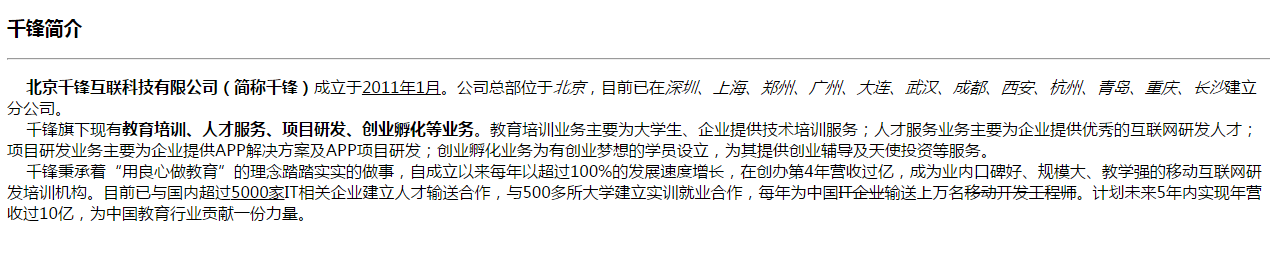 千锋简介
北京千锋互联科技有限公司（简称千锋）成立于2011年1月。公司总部位于北京，目前已在深圳、上海、郑州、广州、大连、武汉、成都、西安、杭州、青岛、重庆、长沙建立
分公司。
千锋旗下现有教育培训、人才服务、项目研发、创业孵化等业务。教育培训业务主要为大学生、企业提供技术培训服务；人才服务业务主要为企业提供优秀的互联网研发人才；
项目研发业务主要为企业提供APP解决方案及APP项目研发；创业孵化业务为有创业梦想的学员设立，为其提供创业辅导及天使投资等服务。
千锋秉承着“用良心做教育”的理念踏踏实实的做事，自成立以来每年以超过100%的发展速度增长，在创办第4年营收过亿，成为业内口碑好、规模大、教学强的移动互联网研
发培训机构。目前已与国内超过5000家IT相关企业建立人才输送合作，与500多所大学建立实训就业合作，每年为中国IT企业输送上万名移动开发工程师。计划未来5年内实现年营
收过10亿，为中国教育行业贡献一份力量。